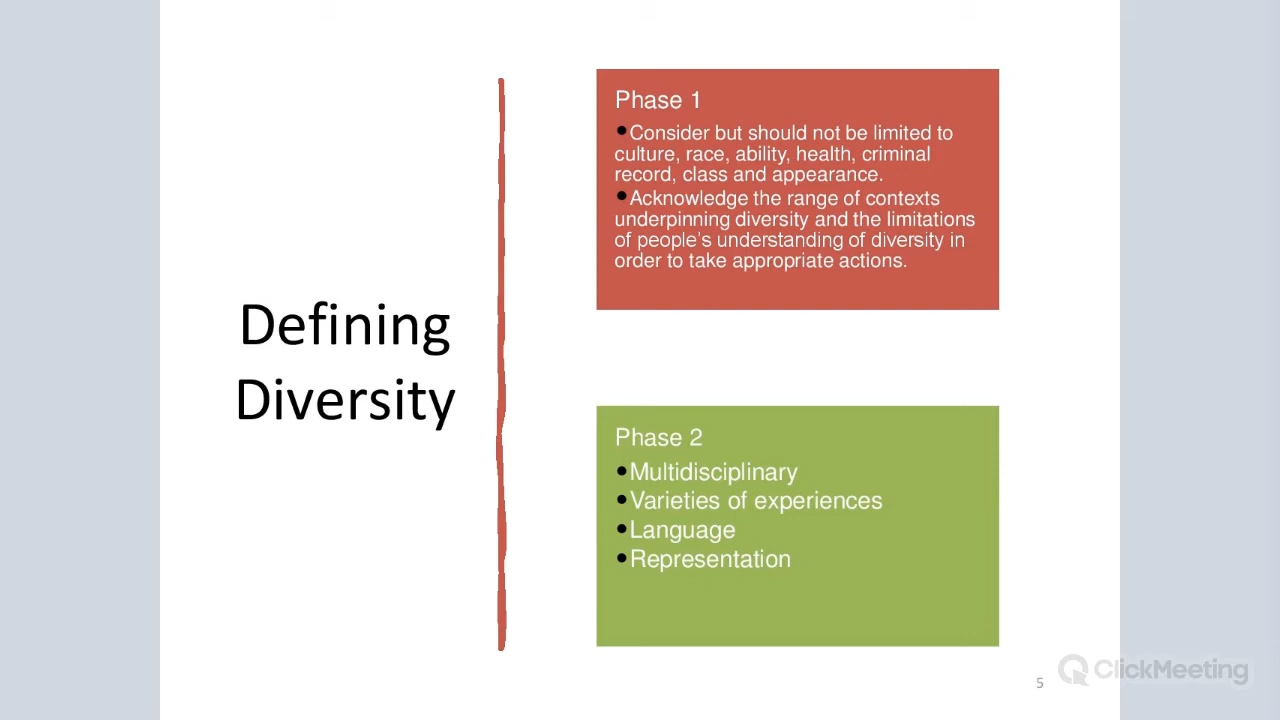 Defining
Diversity
Phase 1
•Consider but should not be limited to
culture, race, ability, health, criminal
record, class and appearance.
•Acknowledge the range of contexts
underpinning diversity and the limitations
of people's understanding of diversity in
order to take appropriate actions.
Phase 2
•Multidisciplinary
•Varieties of experiences
•Language
•Representation
5
ClickMeeting